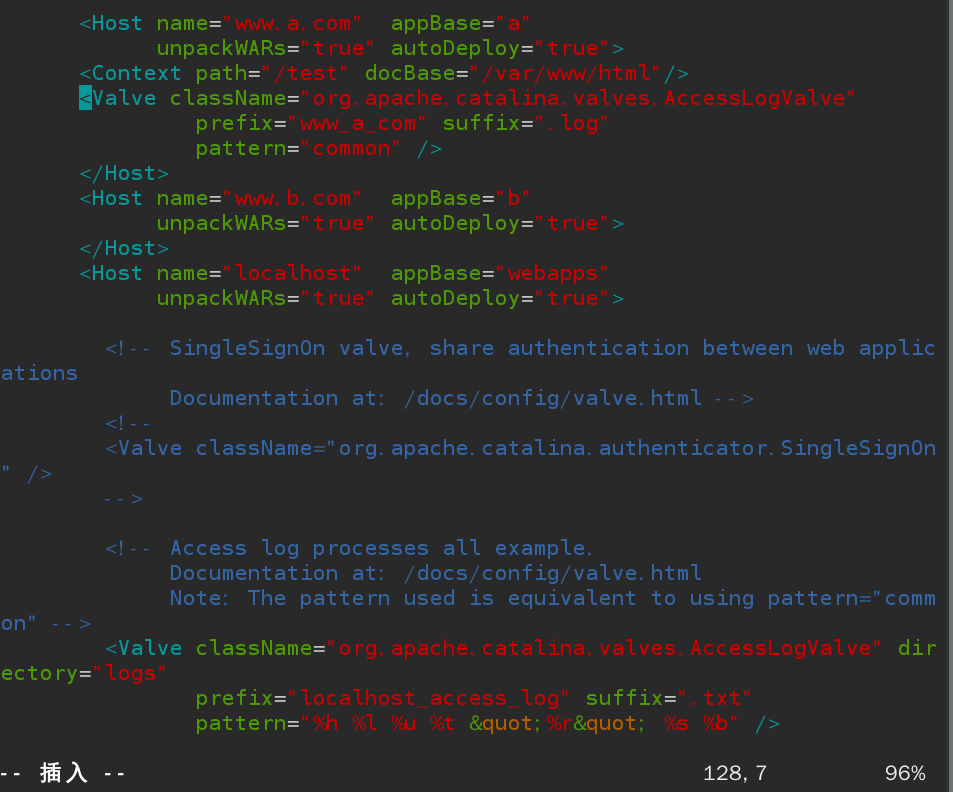 <Host name="www.a.com"  appBase="a"
unpackWARs="true" autoDeploy="true">
<Context path="/test" docBase="/var/www/html"/>
<Valve className="org.apache.catalina.valves.AccessLogValve"
prefix="www_a_com" suffix=".log"
pattern="common" />
</Host>
<Host name="www.b.com"  appBase="b"
unpackWARs="true" autoDeploy="true">
</Host>
<Host name="localhost"  appBase="webapps"
unpackWARs="true" autoDeploy="true">
<!-- SingleSignOn valve, share authentication between web applic
ations
Documentation at: /docs/config/valve.html -->
<!--
<Valve className="org.apache.catalina.authenticator.SingleSignOn
" />
-->
<!-- Access log processes all example.
Documentation at: /docs/config/valve.html
Note: The pattern used is equivalent to using pattern="comm
on" -->
<Valve className="org.apache.catalina.valves.AccessLogValve" dir
ectory="logs"
prefix="localhost_access_log" suffix=".txt"
pattern="%h %l %u %t &quot;%r&quot; %s %b" />
-- 插入 -- 128,7 96%